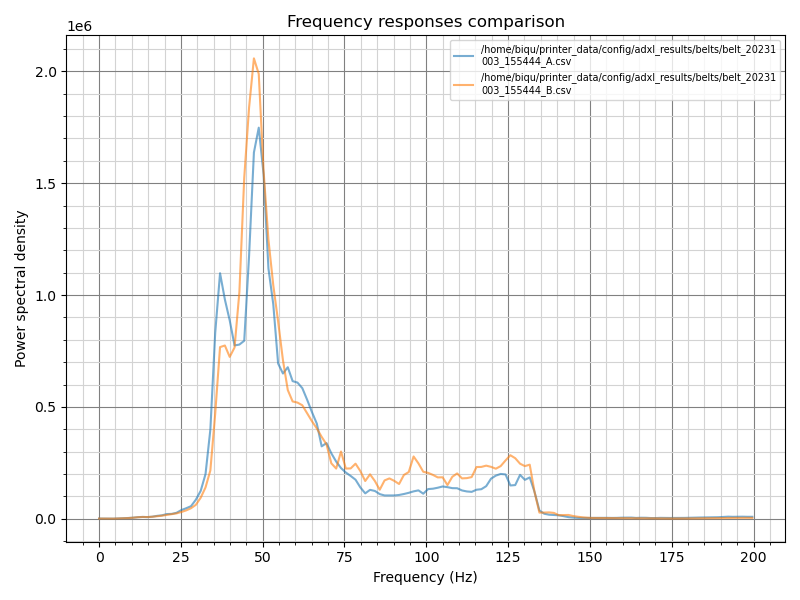 Frequency responses comparison
1e6
/home/biqu/printer_data/config/adxl_results/belts/belt_20231
003_155444_A.csv
/home/biqu/printer_data/config/adxl_results/belts/belt_20231
003_155444_B.csv
2.0
1.5
1.0
0.5
0.0
Power spectral density
0 25 50 75 100 125 150 175 200
Frequency (Hz)